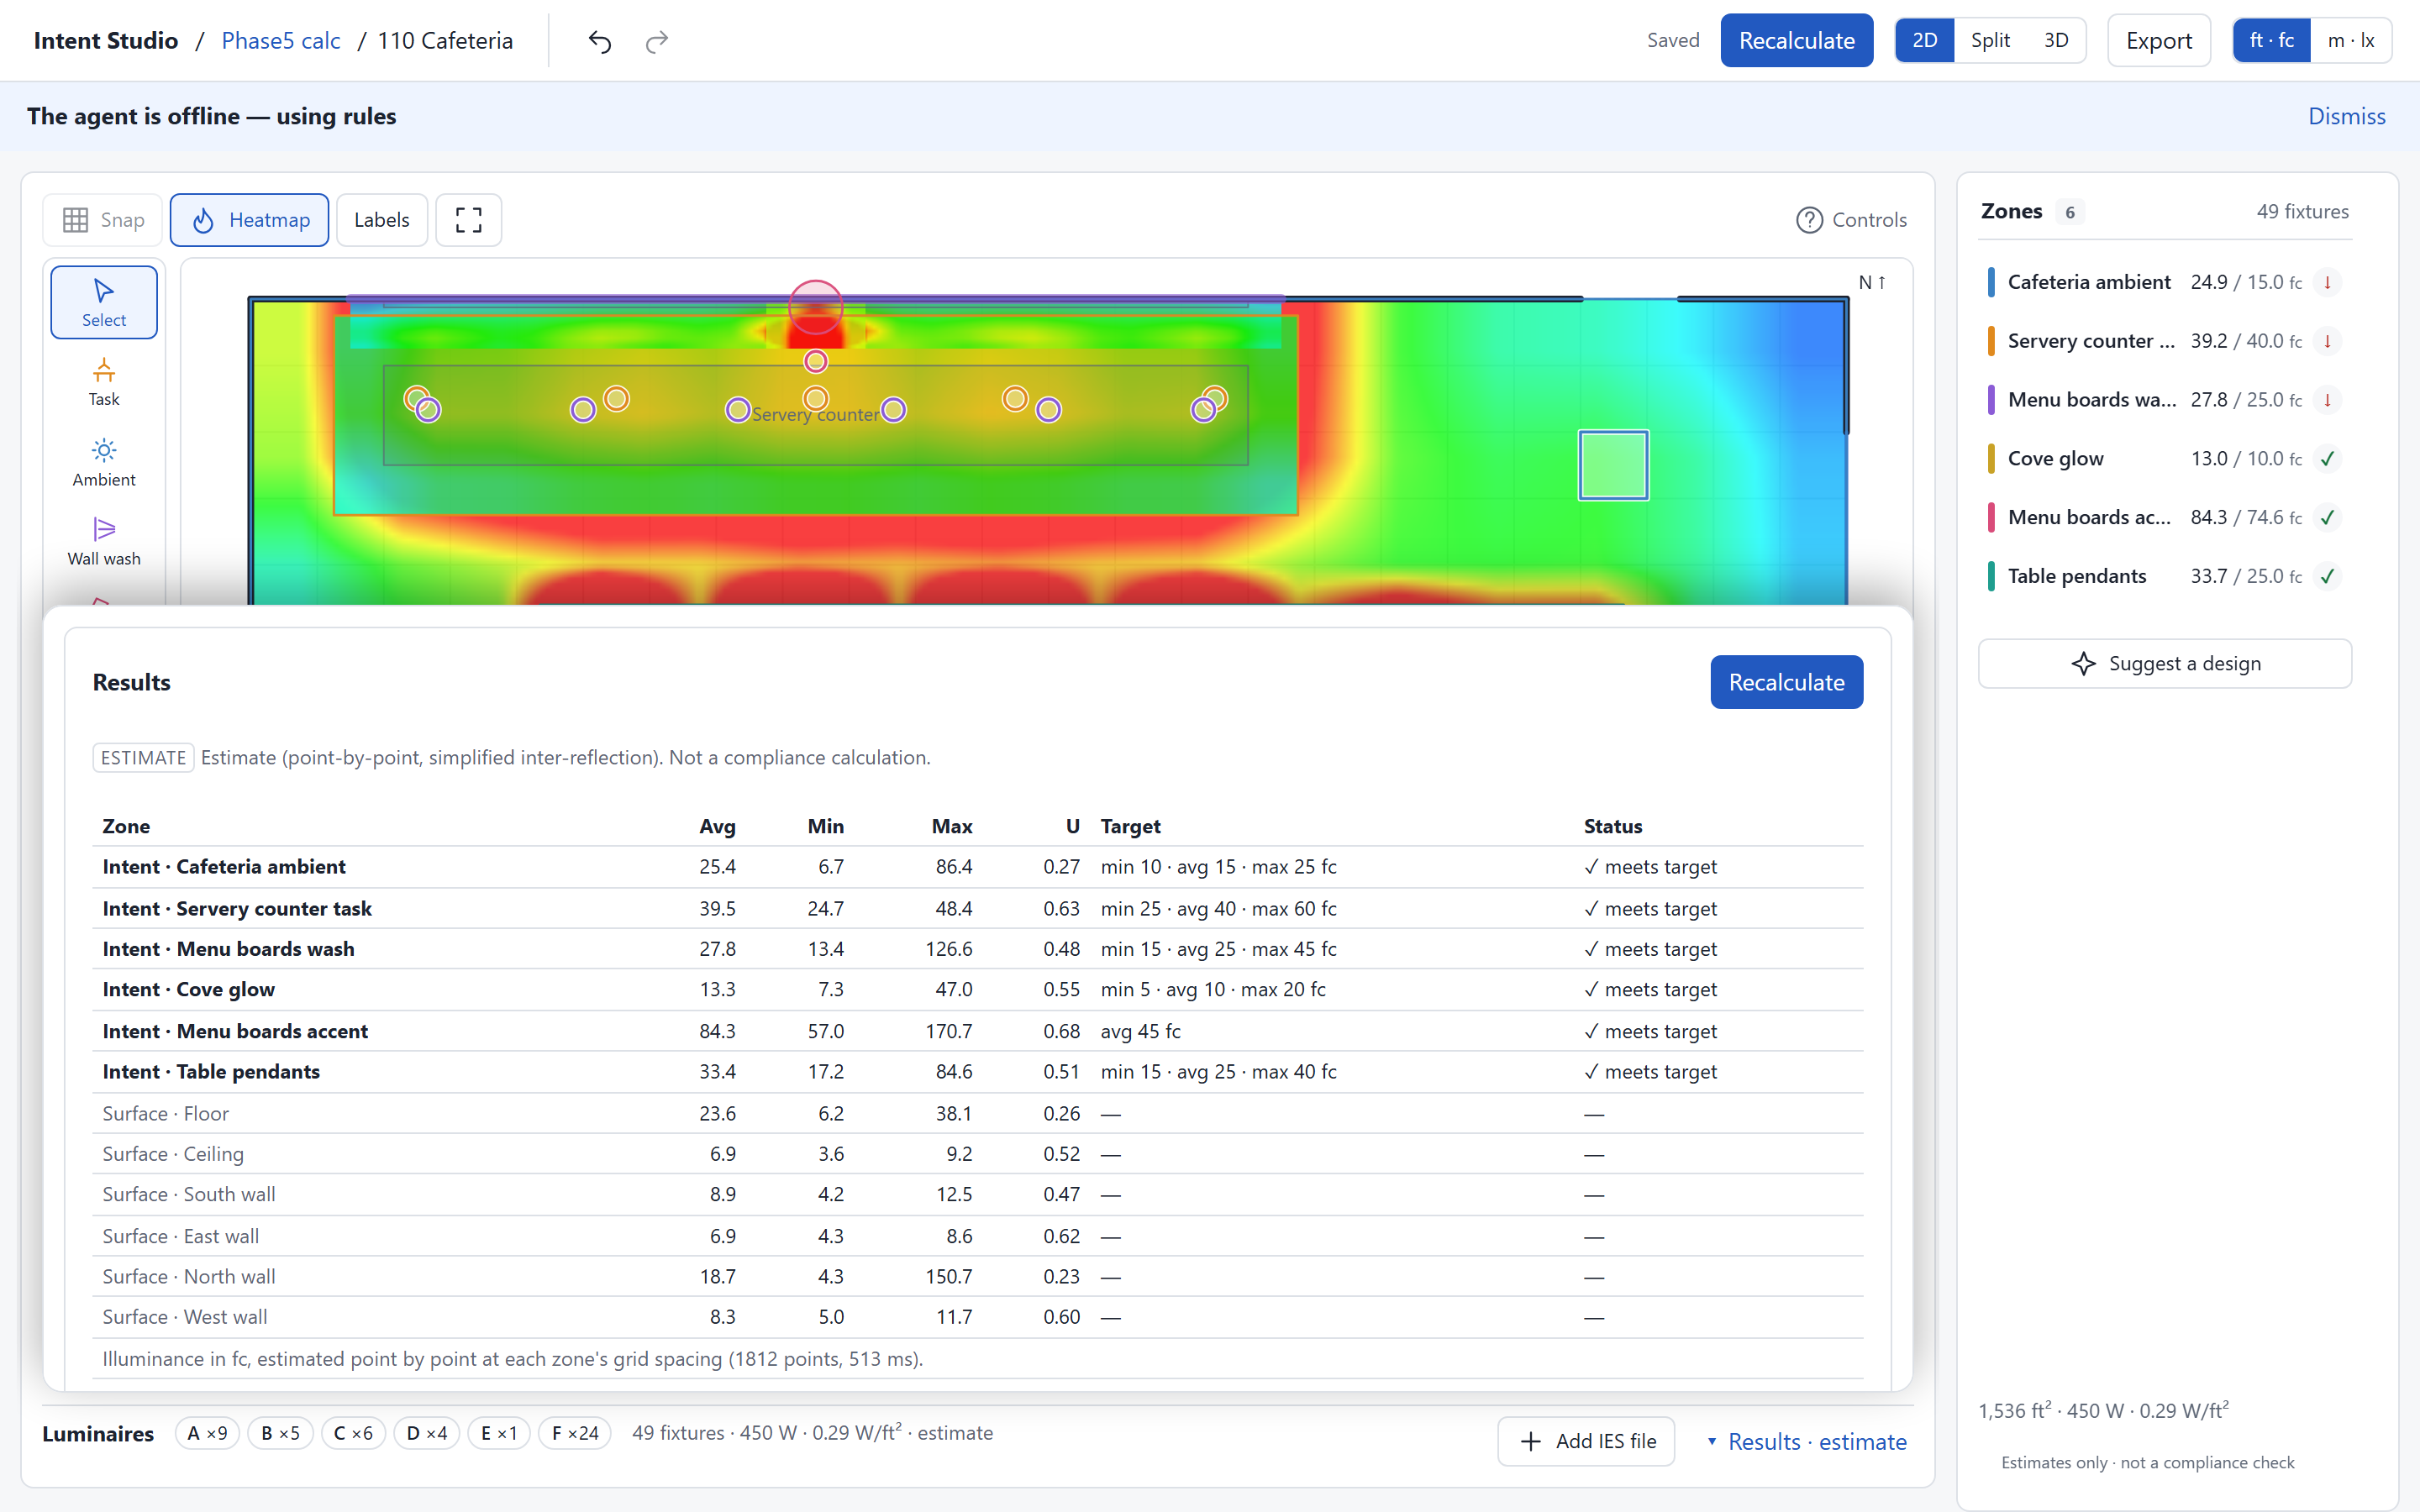 Intent Studio / Phase5 calc / 110 Cafeteria
Saved Recalculate 2D Split 3D Export ft · fc m · lx
The agent is offline — using rules Dismiss
Snap Heatmap Labels Controls
Select
Task
Ambient
Wall wash
N ↑
Servery counter
Zones 6 49 fixtures
Cafeteria ambient 24.9 / 15.0 fc ↓
Servery counter ... 39.2 / 40.0 fc ↓
Menu boards wa... 27.8 / 25.0 fc ↓
Cove glow 13.0 / 10.0 fc ✓
Menu boards ac... 84.3 / 74.6 fc ✓
Table pendants 33.7 / 25.0 fc ✓
Suggest a design
1,536 ft² · 450 W · 0.29 W/ft²
Estimates only · not a compliance check
Results Recalculate
ESTIMATE Estimate (point-by-point, simplified inter-reflection). Not a compliance calculation.
Zone Avg Min Max U Target Status
Intent · Cafeteria ambient 25.4 6.7 86.4 0.27 min 10 · avg 15 · max 25 fc ✓ meets target
Intent · Servery counter task 39.5 24.7 48.4 0.63 min 25 · avg 40 · max 60 fc ✓ meets target
Intent · Menu boards wash 27.8 13.4 126.6 0.48 min 15 · avg 25 · max 45 fc ✓ meets target
Intent · Cove glow 13.3 7.3 47.0 0.55 min 5 · avg 10 · max 20 fc ✓ meets target
Intent · Menu boards accent 84.3 57.0 170.7 0.68 avg 45 fc ✓ meets target
Intent · Table pendants 33.4 17.2 84.6 0.51 min 15 · avg 25 · max 40 fc ✓ meets target
Surface · Floor 23.6 6.2 38.1 0.26 — —
Surface · Ceiling 6.9 3.6 9.2 0.52 — —
Surface · South wall 8.9 4.2 12.5 0.47 — —
Surface · East wall 6.9 4.3 8.6 0.62 — —
Surface · North wall 18.7 4.3 150.7 0.23 — —
Surface · West wall 8.3 5.0 11.7 0.60 — —
Illuminance in fc, estimated point by point at each zone's grid spacing (1812 points, 513 ms).
Luminaires A ×9 B ×5 C ×6 D ×4 E ×1 F ×24 49 fixtures · 450 W · 0.29 W/ft² · estimate Add IES file ▾ Results · estimate